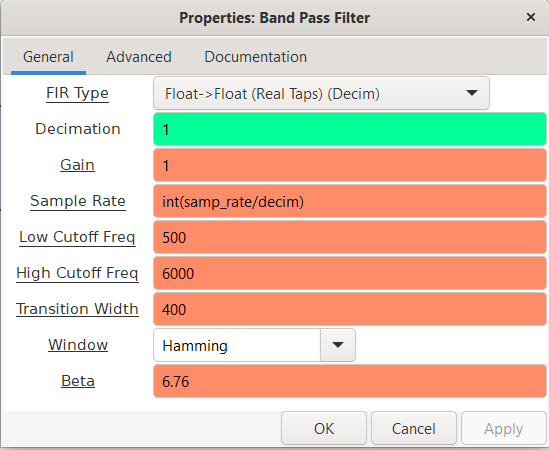 Properties: Band Pass Filter ×
General Advanced Documentation
FIR Type Float->Float (Real Taps) (Decim)
Decimation 1
Gain 1
Sample Rate int(samp_rate/decim)
Low Cutoff Freq 500
High Cutoff Freq 6000
Transition Width 400
Window Hamming
Beta 6.76
OK Cancel Apply